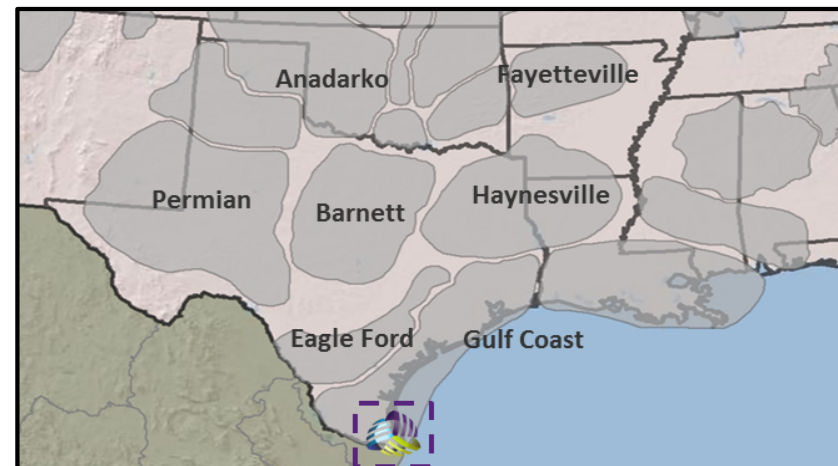 Anadarko
Fayetteville
Permian
Barnett
Haynesville
Eagle Ford
Gulf Coast